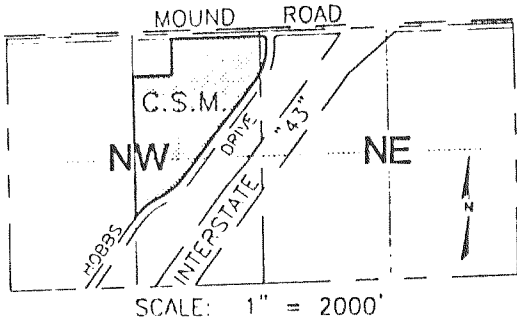 MOUND ROAD
C.S.M.
NW
NE
HOBBS DRIVE
INTERSTATE "43"
N
SCALE: 1" = 2000'